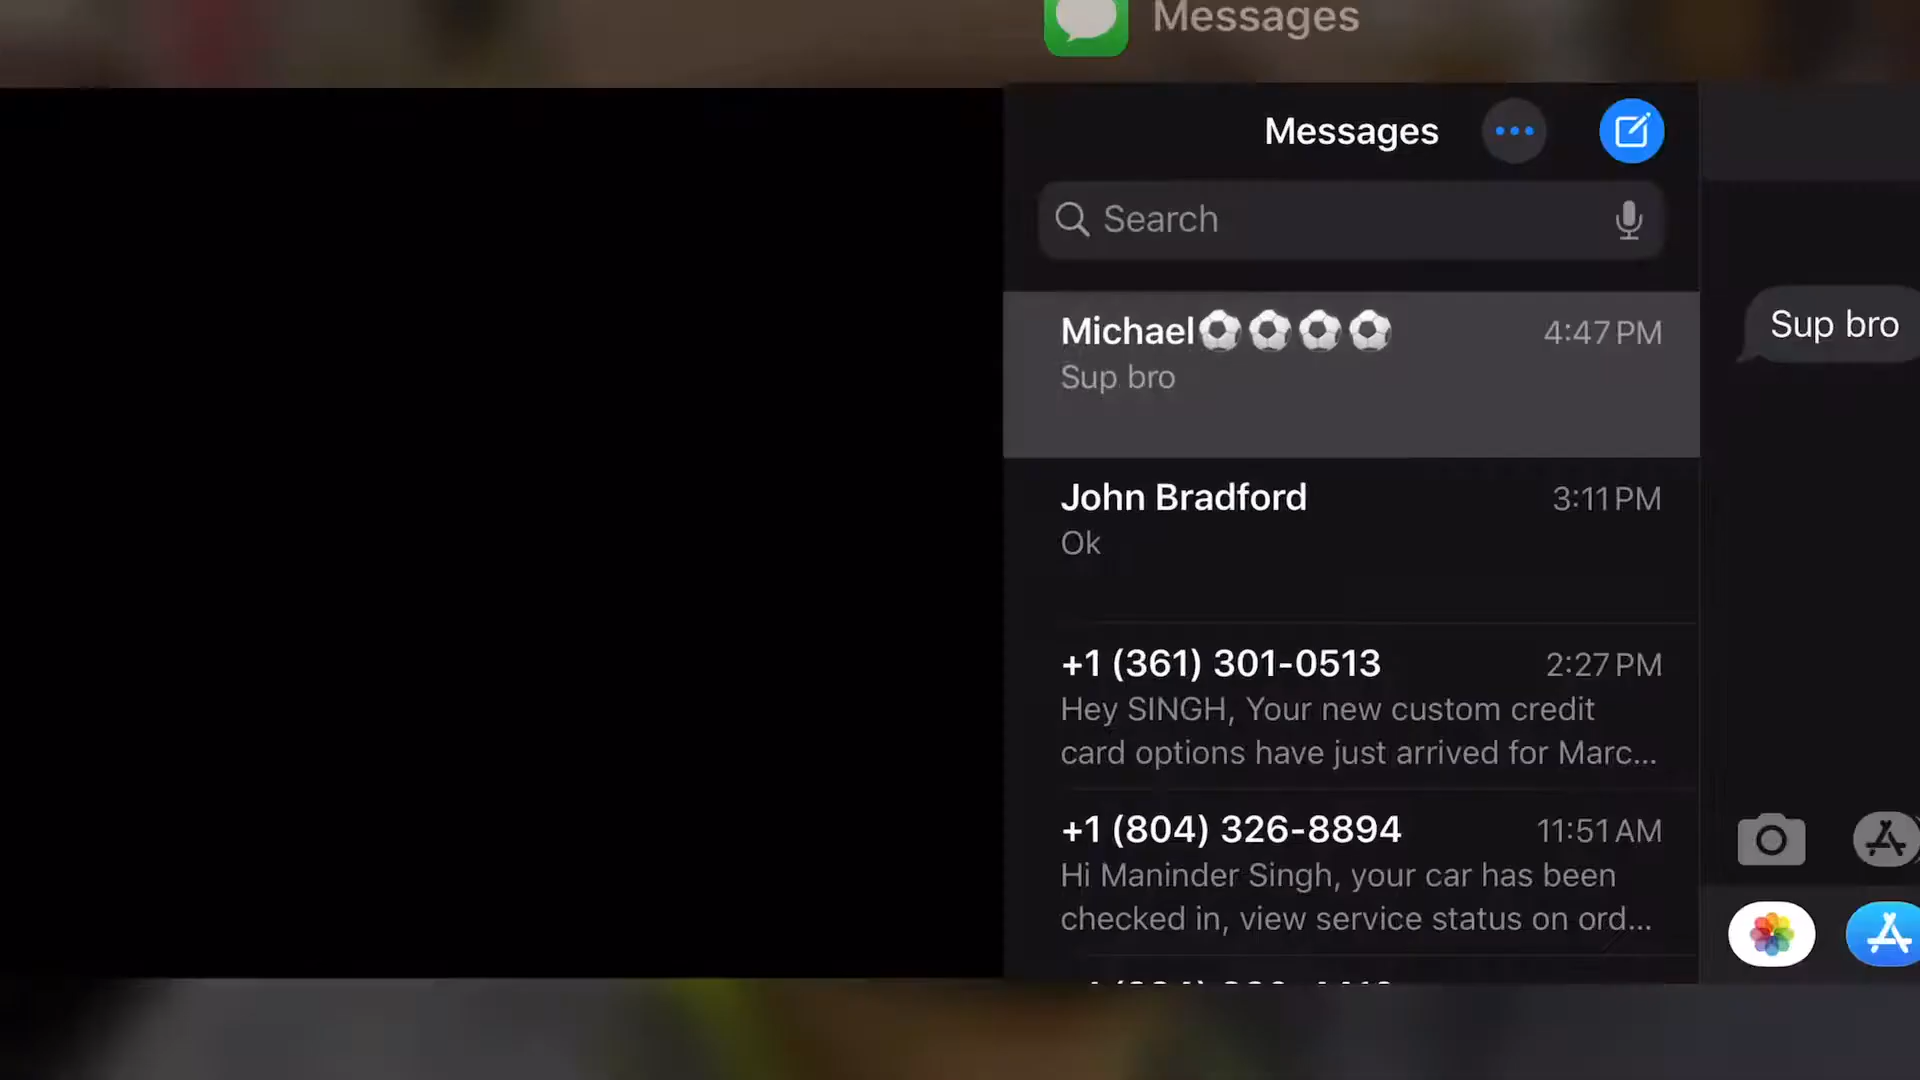 Messages
Messages
Search
Michael⚽⚽⚽⚽ 4:47 PM
Sup bro
John Bradford 3:11 PM
Ok
+1 (361) 301-0513 2:27 PM
Hey SINGH, Your new custom credit
card options have just arrived for Marc...
+1 (804) 326-8894 11:51 AM
Hi Maninder Singh, your car has been
checked in, view service status on ord...
Sup bro